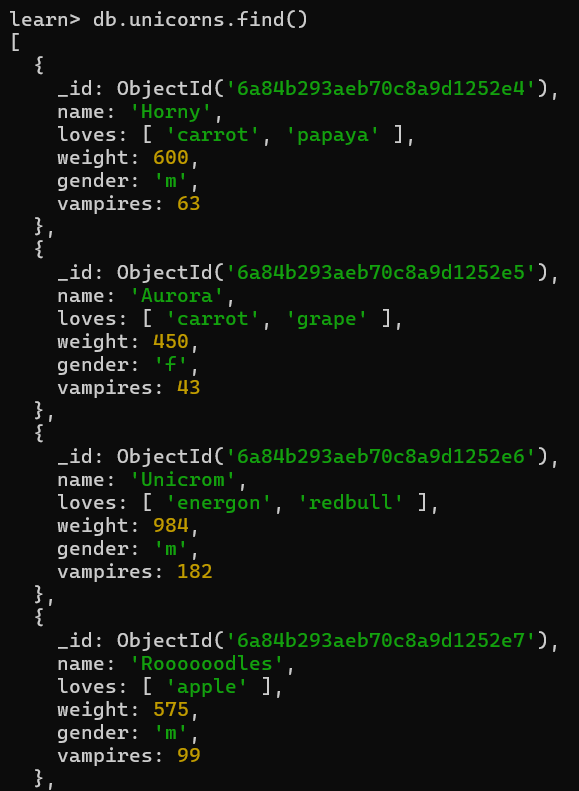 learn> db.unicorns.find()
[
  {
    _id: ObjectId('6a84b293aeb70c8a9d1252e4'),
    name: 'Horny',
    loves: [ 'carrot', 'papaya' ],
    weight: 600,
    gender: 'm',
    vampires: 63
  },
  {
    _id: ObjectId('6a84b293aeb70c8a9d1252e5'),
    name: 'Aurora',
    loves: [ 'carrot', 'grape' ],
    weight: 450,
    gender: 'f',
    vampires: 43
  },
  {
    _id: ObjectId('6a84b293aeb70c8a9d1252e6'),
    name: 'Unicrom',
    loves: [ 'energon', 'redbull' ],
    weight: 984,
    gender: 'm',
    vampires: 182
  },
  {
    _id: ObjectId('6a84b293aeb70c8a9d1252e7'),
    name: 'Roooooodles',
    loves: [ 'apple' ],
    weight: 575,
    gender: 'm',
    vampires: 99
  },